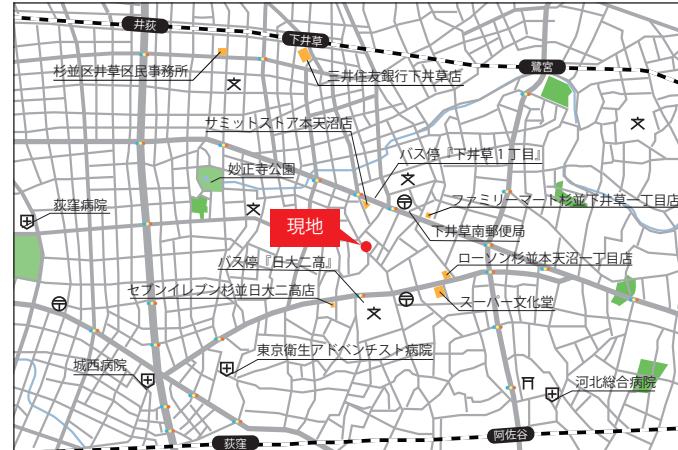 井荻
下井草
杉並区井草区民事務所
三井住友銀行下井草店
鷺宮
サミットストア本天沼店
バス停『下井草１丁目』
妙正寺公園
荻窪病院
ファミリーマート杉並下井草一丁目店
現地
下井草南郵便局
バス停『日大二高』
ローソン杉並本天沼一丁目店
セブンイレブン杉並日大二高店
スーパー文化堂
東京衛生アドベンチスト病院
城西病院
河北総合病院
荻窪
阿佐谷